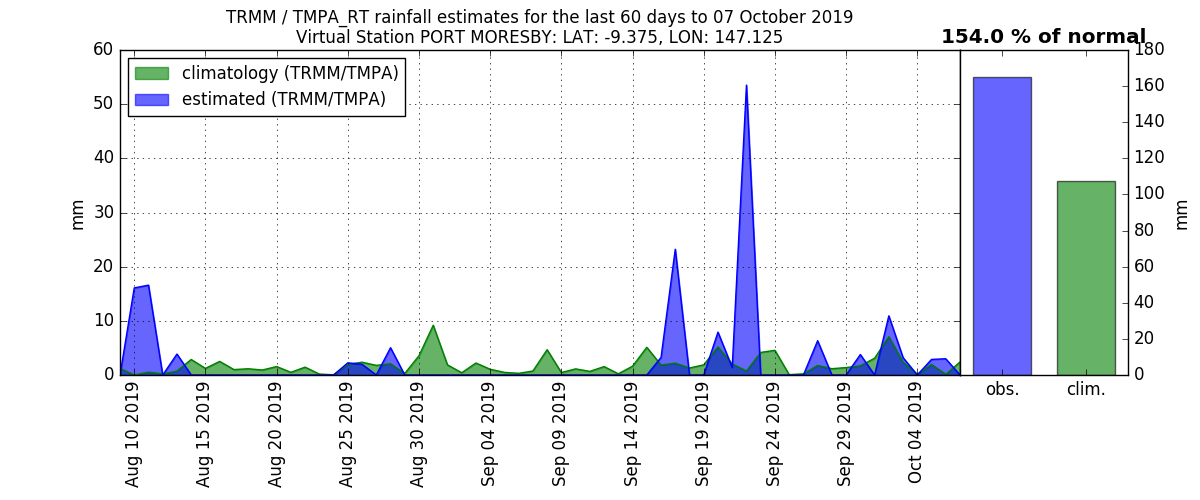 TRMM / TMPA_RT rainfall estimates for the last 60 days to 07 October 2019
Virtual Station PORT MORESBY: LAT: -9.375, LON: 147.125
154.0 % of normal
climatology (TRMM/TMPA)
estimated (TRMM/TMPA)
60
50
40
30
20
10
0
mm
Aug 10 2019
Aug 15 2019
Aug 20 2019
Aug 25 2019
Aug 30 2019
Sep 04 2019
Sep 09 2019
Sep 14 2019
Sep 19 2019
Sep 24 2019
Sep 29 2019
Oct 04 2019
obs.
clim.
180
160
140
120
100
80
60
40
20
0
mm